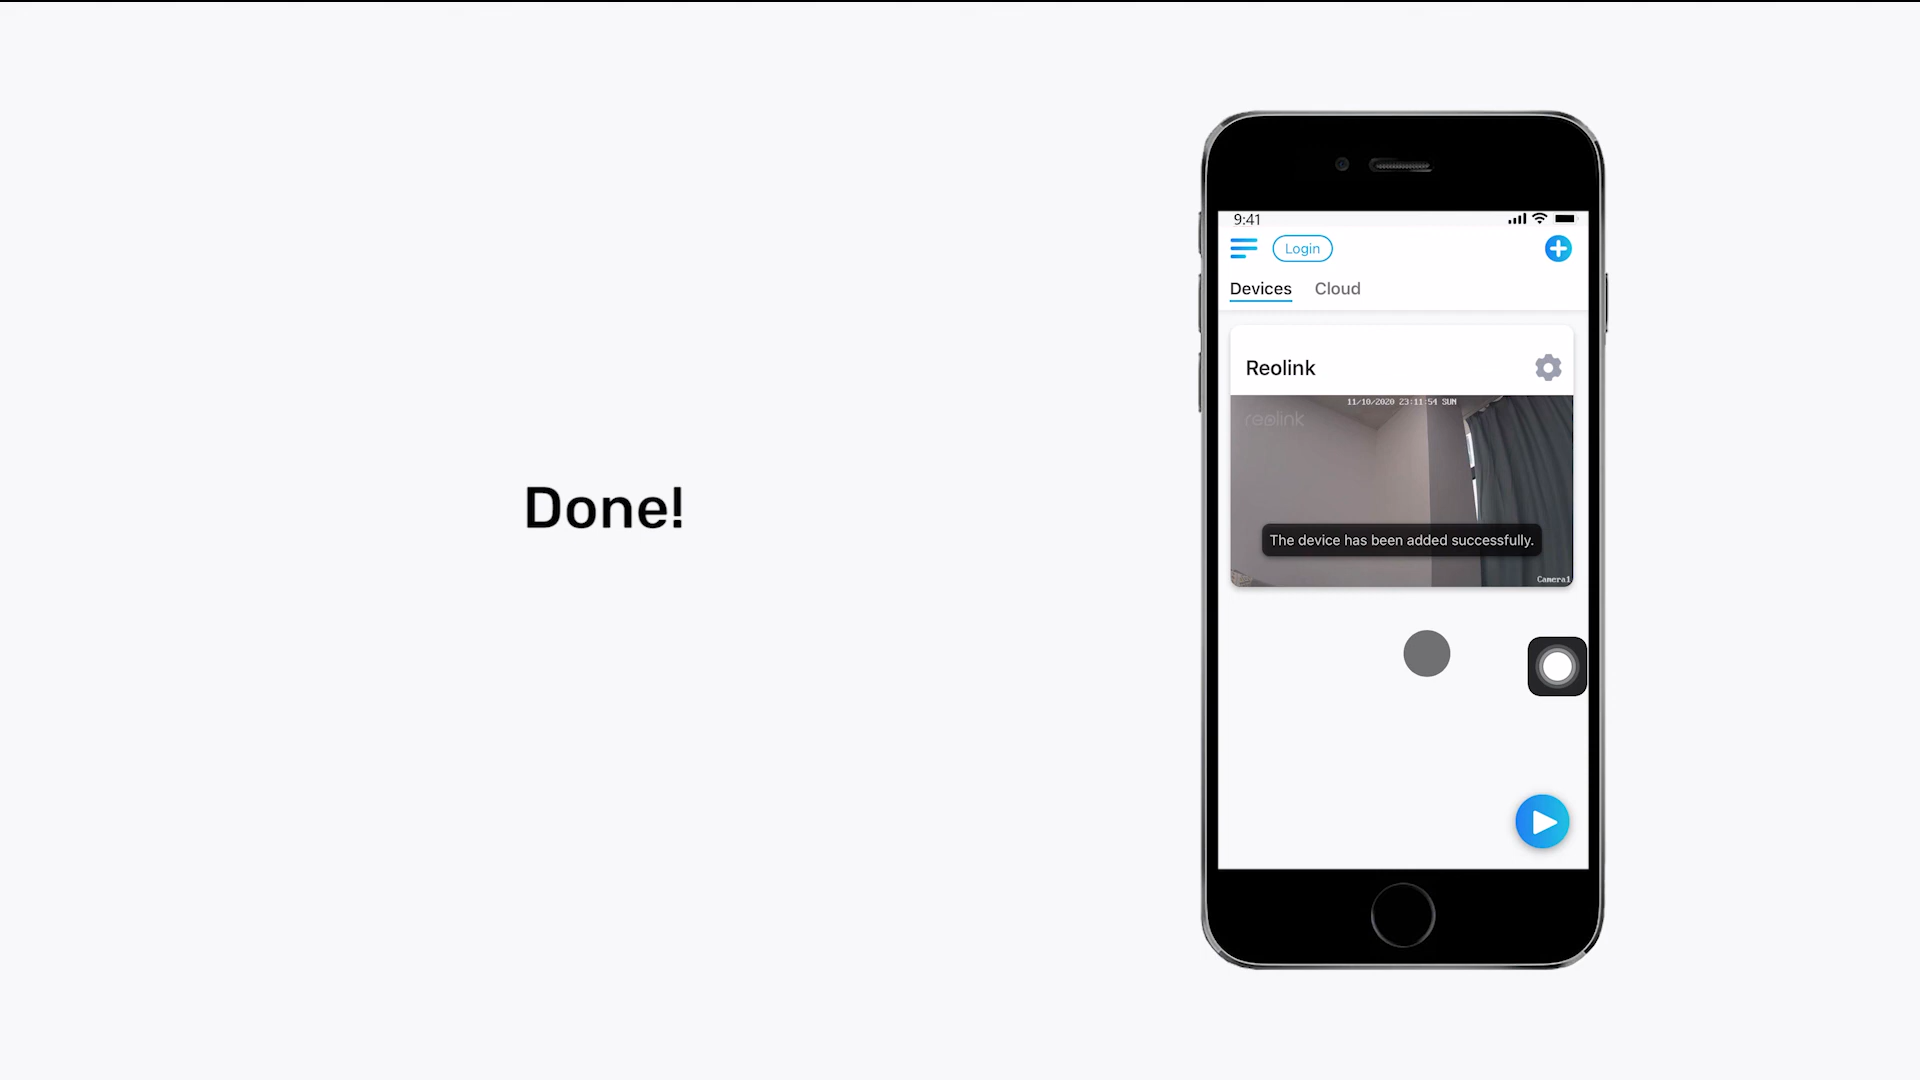 Done!
9:41
Login
Devices Cloud
Reolink
11/10/2020 23:11:54 SUN
reolink
The device has been added successfully.
Camera1